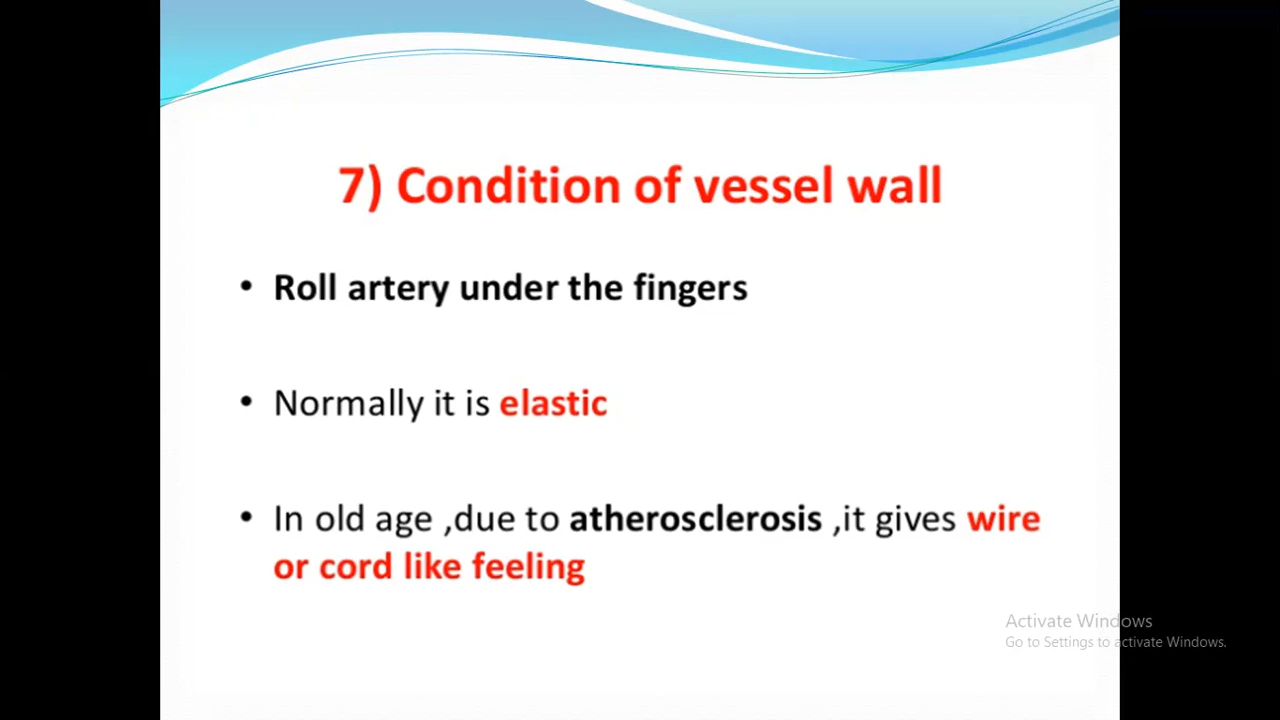 7) Condition of vessel wall
• Roll artery under the fingers
• Normally it is elastic
• In old age ,due to atherosclerosis ,it gives wire
or cord like feeling
Activate Windows
Go to Settings to activate Windows.